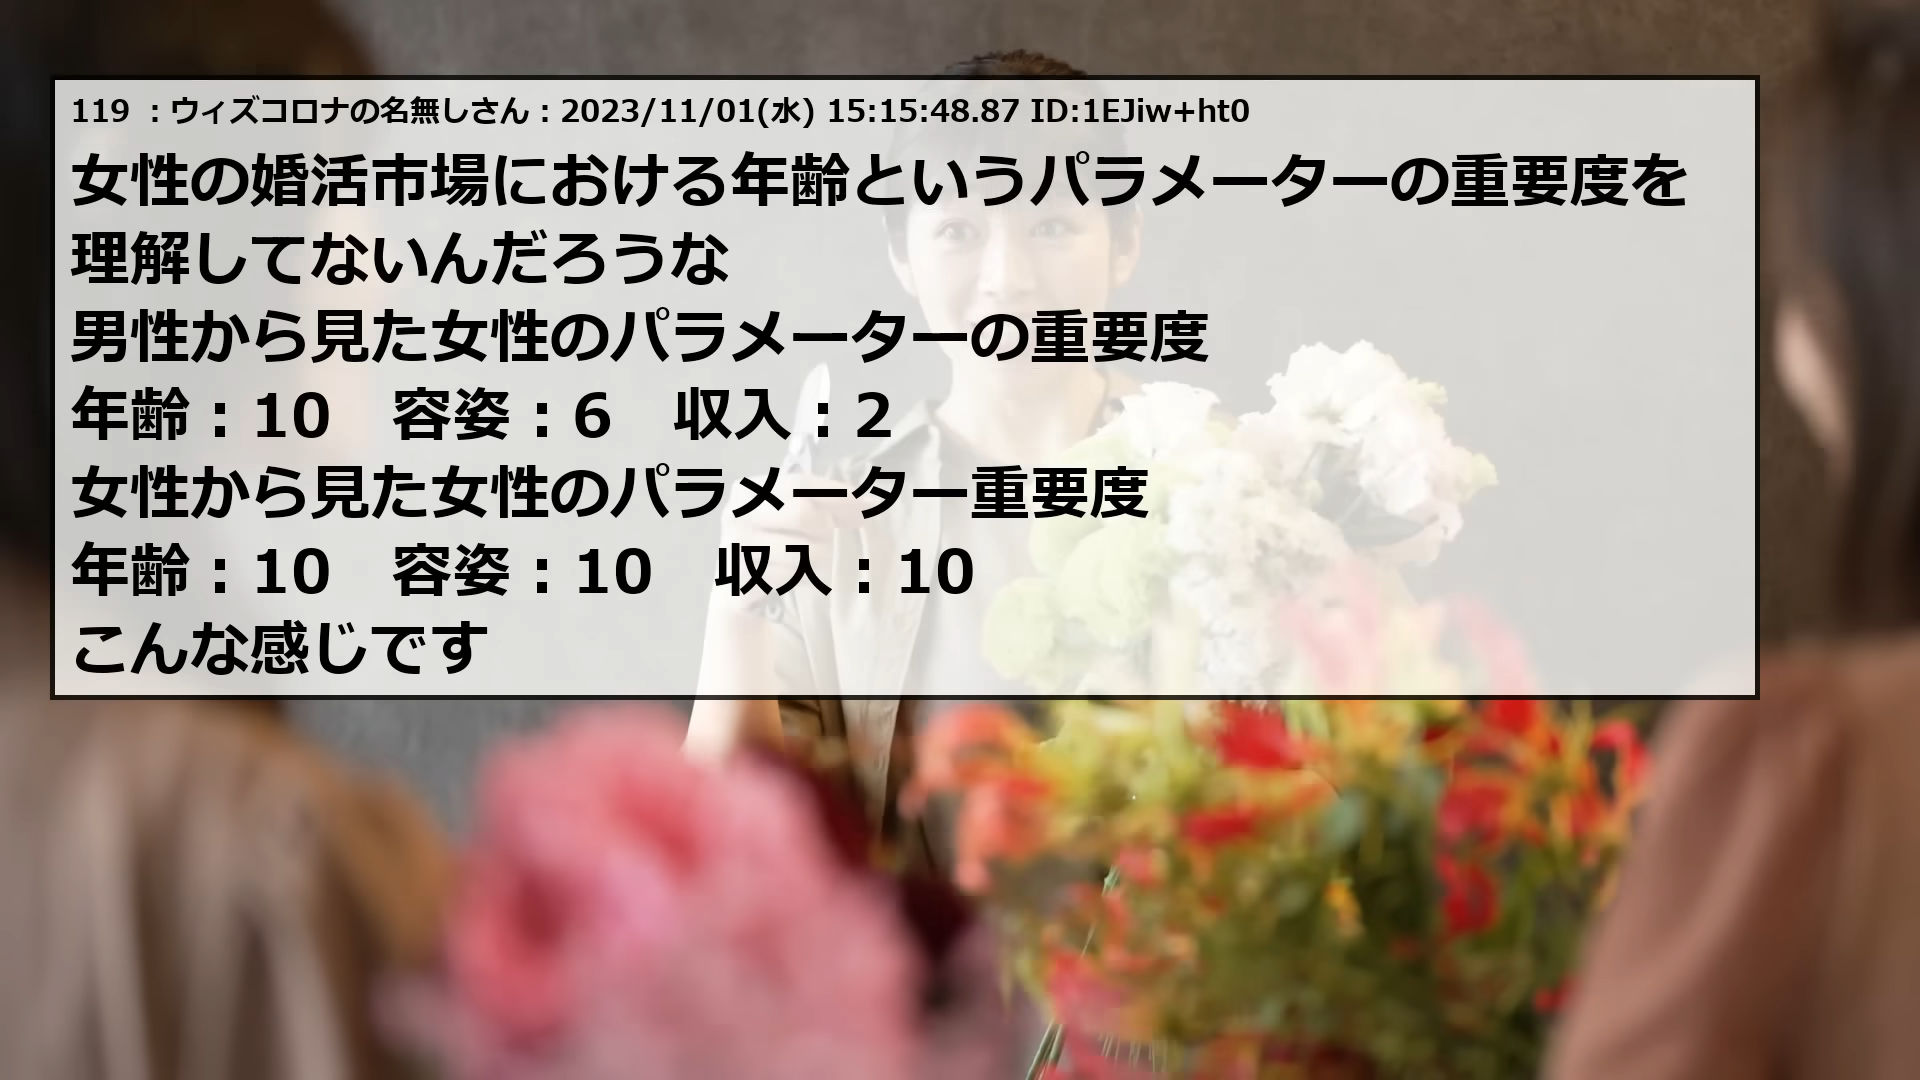 119 ：ウィズコロナの名無しさん：2023/11/01(水) 15:15:48.87 ID:1EJiw+ht0
女性の婚活市場における年齢というパラメーターの重要度を
理解してないんだろうな
男性から見た女性のパラメーターの重要度
年齢：10　容姿：6　収入：2
女性から見た女性のパラメーター重要度
年齢：10　容姿：10　収入：10
こんな感じです